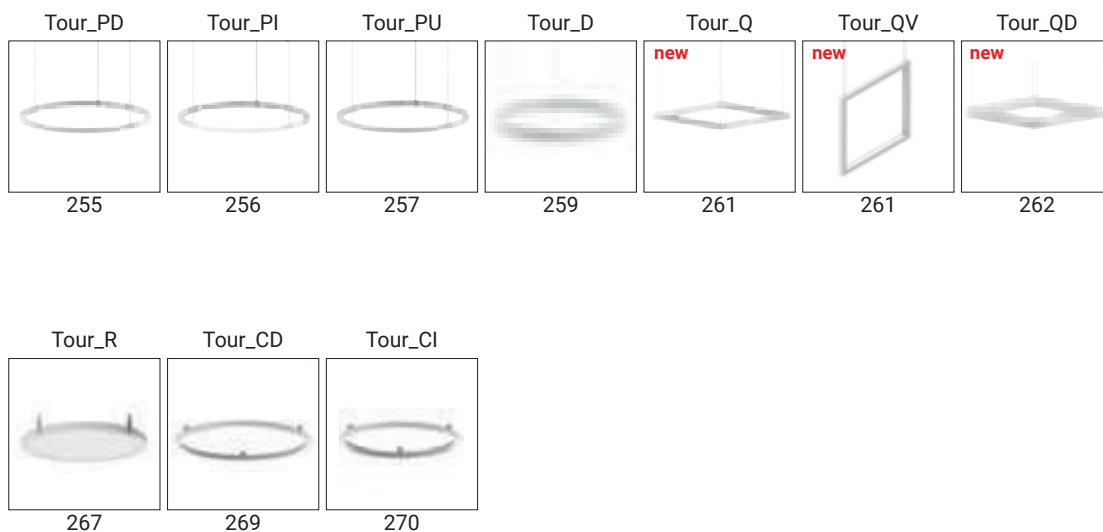 Tour_PD Tour_PI Tour_PU Tour_D Tour_Q Tour_QV Tour_QD
new new new
255 256 257 259 261 261 262
Tour_R Tour_CD Tour_CI
267 269 270